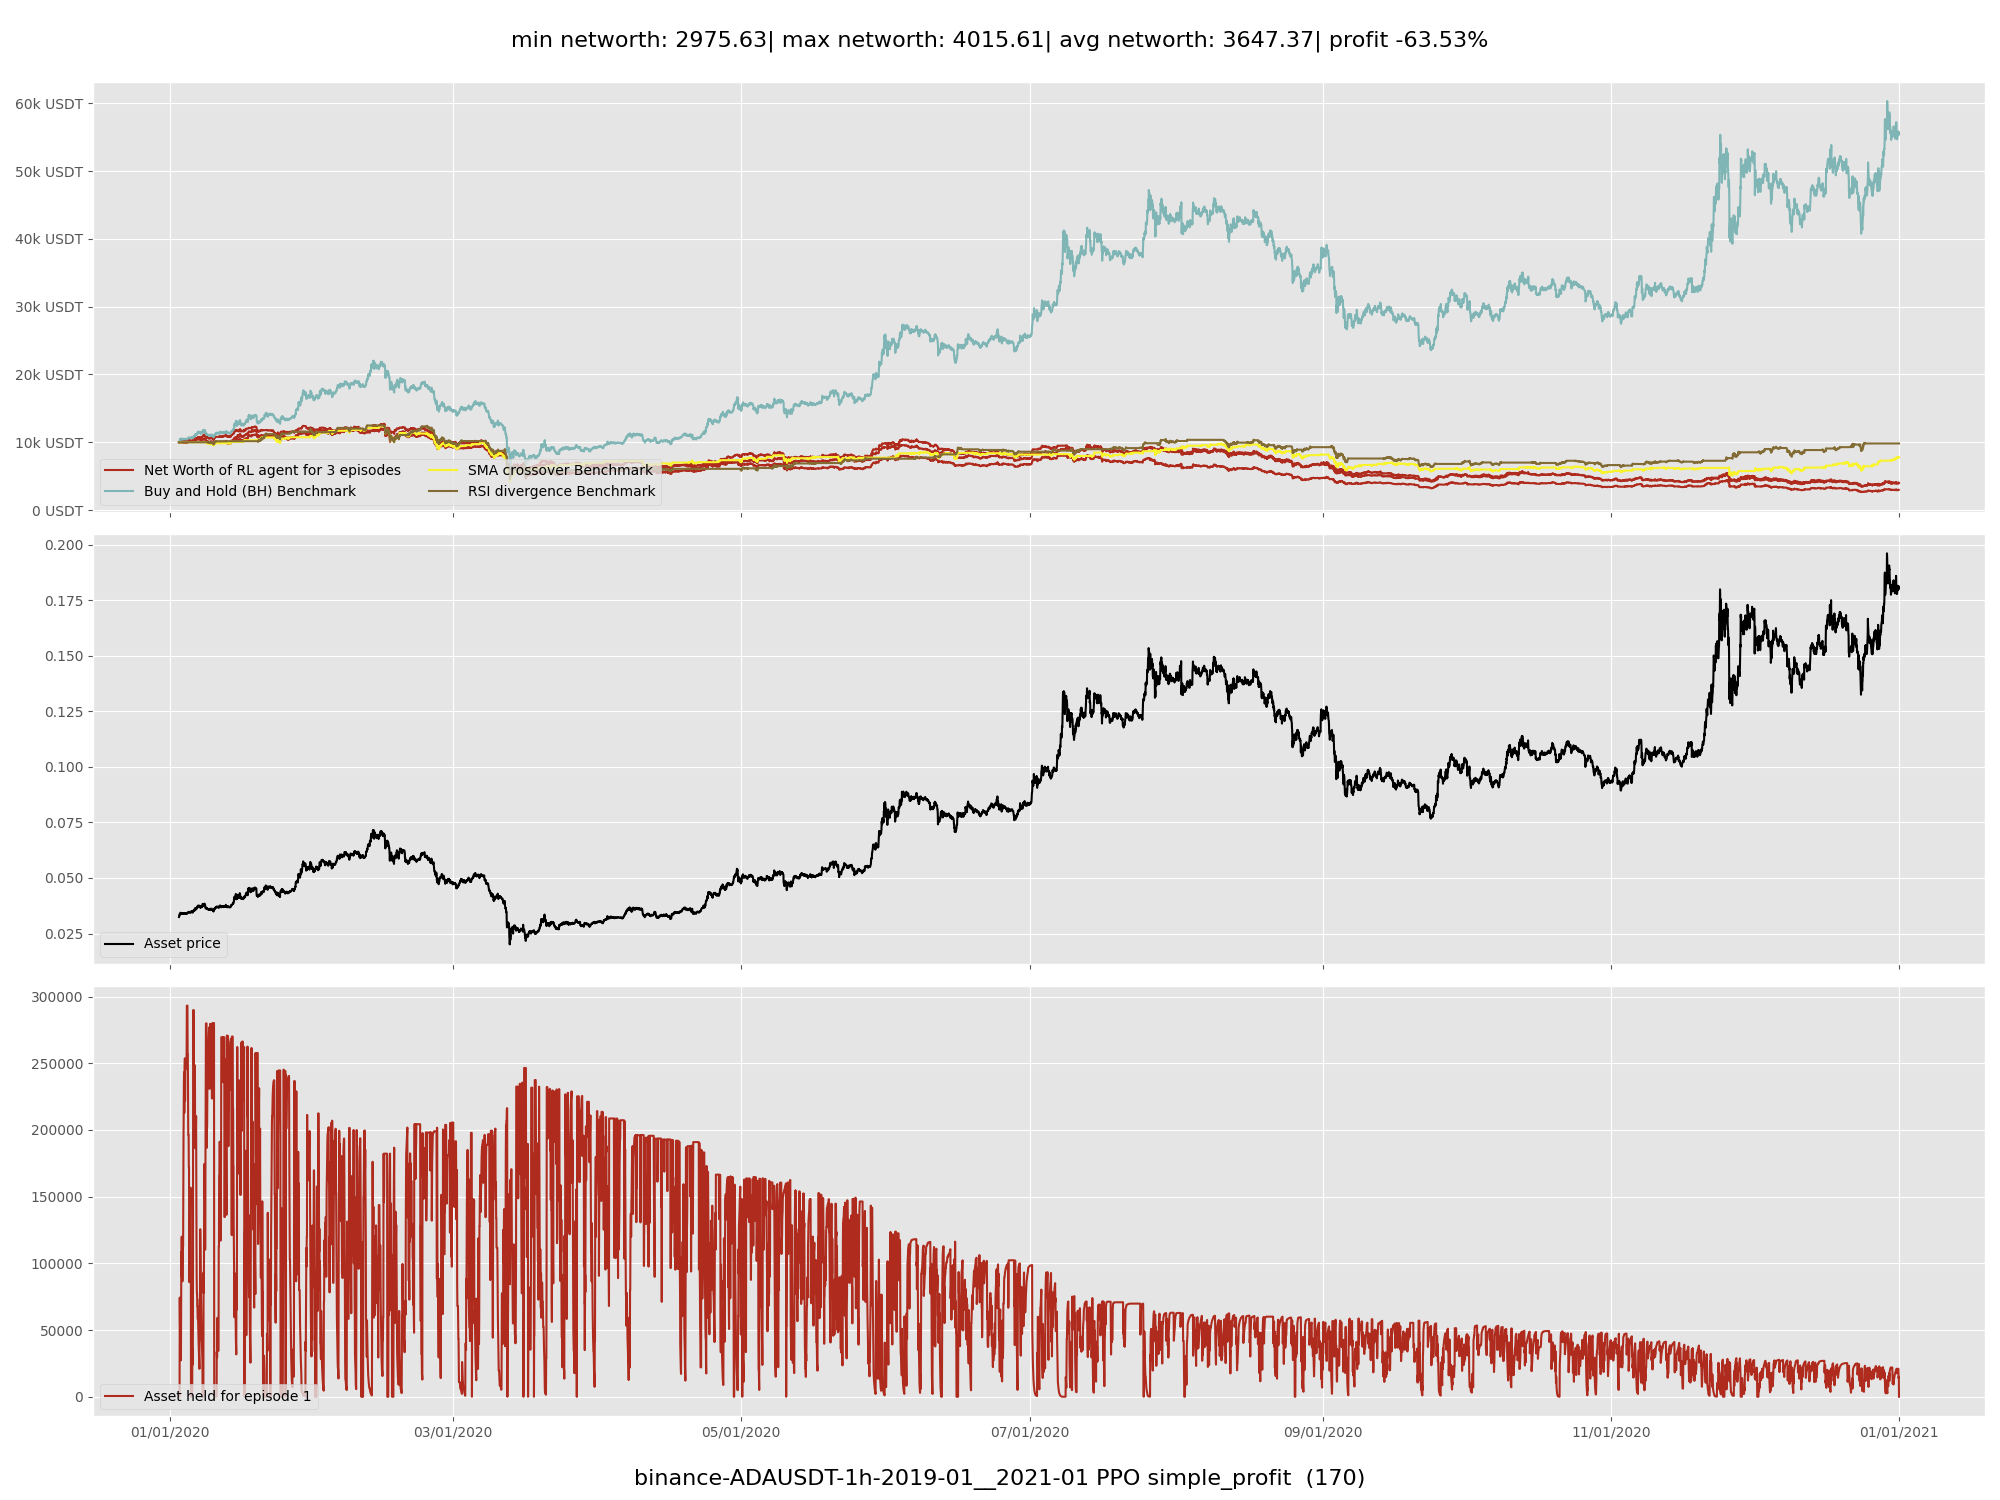 min networth: 2975.63| max networth: 4015.61| avg networth: 3647.37| profit -63.53%
60k USDT
50k USDT
40k USDT
30k USDT
20k USDT
10k USDT
0 USDT
Net Worth of RL agent for 3 episodes
Buy and Hold (BH) Benchmark
SMA crossover Benchmark
RSI divergence Benchmark
0.200
0.175
0.150
0.125
0.100
0.075
0.050
0.025
Asset price
300000
250000
200000
150000
100000
50000
0
Asset held for episode 1
01/01/2020 03/01/2020 05/01/2020 07/01/2020 09/01/2020 11/01/2020 01/01/2021
binance-ADAUSDT-1h-2019-01__2021-01 PPO simple_profit (170)